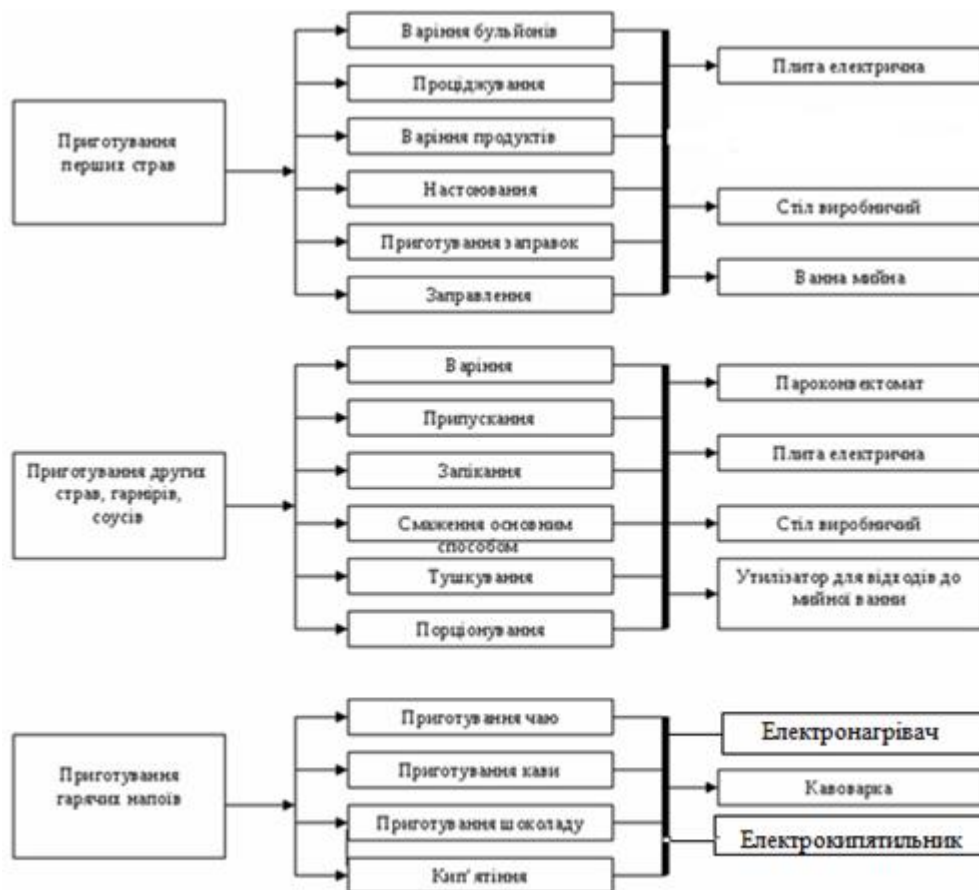 Приготування
перших страв
Варіння бульйонів
Проціджування
Варіння продуктів
Настоювання
Приготування заправок
Заправлення
Плита електрична
Стіл виробничий
Ванна мийна
Приготування других
страв, гарнірів,
соусів
Варіння
Припускання
Запікання
Смаження основним
способом
Тушкування
Порціонування
Пароконвектомат
Плита електрична
Стіл виробничий
Утилізатор для відходів до
мийної ванни
Приготування
гарячих напоїв
Приготування чаю
Приготування кави
Приготування шоколаду
Кип'ятіння
Електронагрівач
Кавоварка
Електрокипятильник